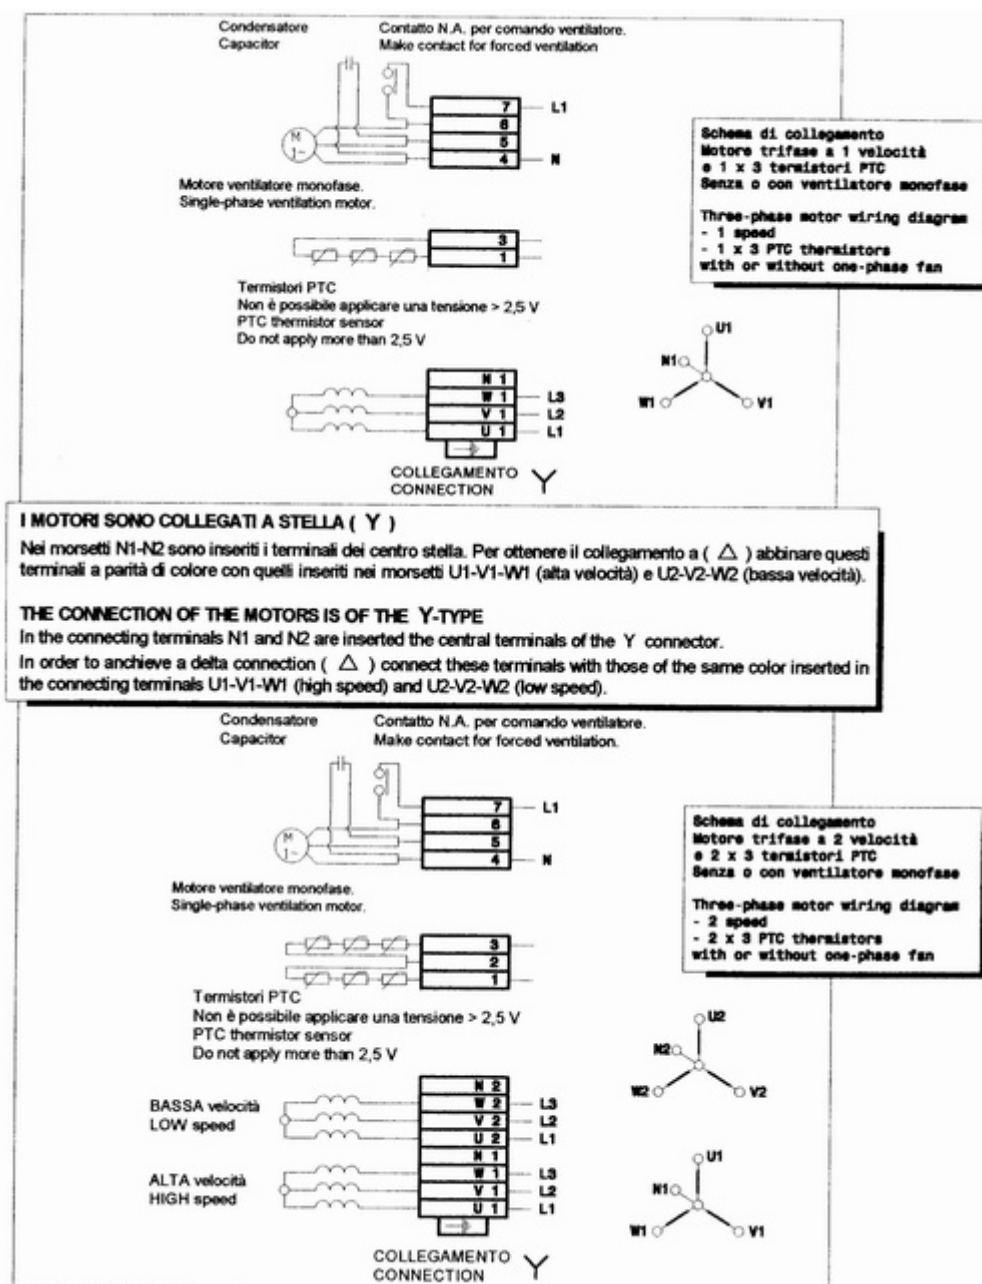 Condensatore
Capacitor
Contatto N.A. per comando ventilatore.
Make contact for forced ventilation
7
L1
6
5
4
N
M
1~
Motore ventilatore monofase.
Single-phase ventilation motor.
Schema di collegamento
Motore trifase a 1 velocità
e 1 x 3 termistori PTC
Senza o con ventilatore monofase
Three-phase motor wiring diagram
- 1 speed
- 1 x 3 PTC thermistors
with or without one-phase fan
3
1
Termistori PTC
Non è possibile applicare una tensione > 2,5 V
PTC thermistor sensor
Do not apply more than 2,5 V
U1
N1
W1
V1
N 1
W 1
L3
V 1
L2
U 1
L1
COLLEGAMENTO
CONNECTION Y
I MOTORI SONO COLLEGATI A STELLA ( Y )
Nei morsetti N1-N2 sono inseriti i terminali dei centro stella. Per ottenere il collegamento a ( △ ) abbinare questi
terminali a parità di colore con quelli inseriti nei morsetti U1-V1-W1 (alta velocità) e U2-V2-W2 (bassa velocità).
THE CONNECTION OF THE MOTORS IS OF THE Y-TYPE
In the connecting terminals N1 and N2 are inserted the central terminals of the Y connector.
In order to anchieve a delta connection ( △ ) connect these terminals with those of the same color inserted in
the connecting terminals U1-V1-W1 (high speed) and U2-V2-W2 (low speed).
Condensatore
Capacitor
Contatto N.A. per comando ventilatore.
Make contact for forced ventilation.
7
L1
6
5
4
N
M
1~
Motore ventilatore monofase.
Single-phase ventilation motor.
Schema di collegamento
Motore trifase a 2 velocità
e 2 x 3 termistori PTC
Senza o con ventilatore monofase
Three-phase motor wiring diagram
- 2 speed
- 2 x 3 PTC thermistors
with or without one-phase fan
3
2
1
Termistori PTC
Non è possibile applicare una tensione > 2,5 V
PTC thermistor sensor
Do not apply more than 2,5 V
U2
N2
W2
V2
BASSA velocità
LOW speed
N 2
W 2
L3
V 2
L2
U 2
L1
ALTA velocità
HIGH speed
N 1
W 1
L3
V 1
L2
U 1
L1
U1
N1
W1
V1
COLLEGAMENTO
CONNECTION Y